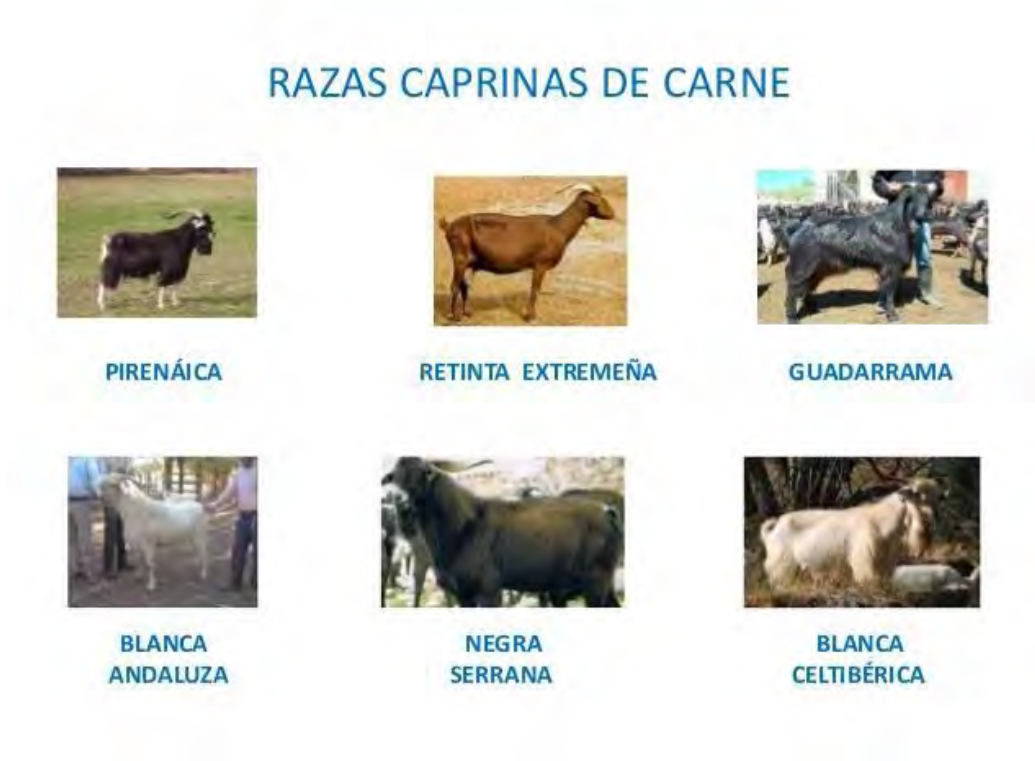 RAZAS CAPRINAS DE CARNE
PIRENÁICA
RETINTA EXTREMEÑA
GUADARRAMA
BLANCA
ANDALUZA
NEGRA
SERRANA
BLANCA
CELTIBÉRICA